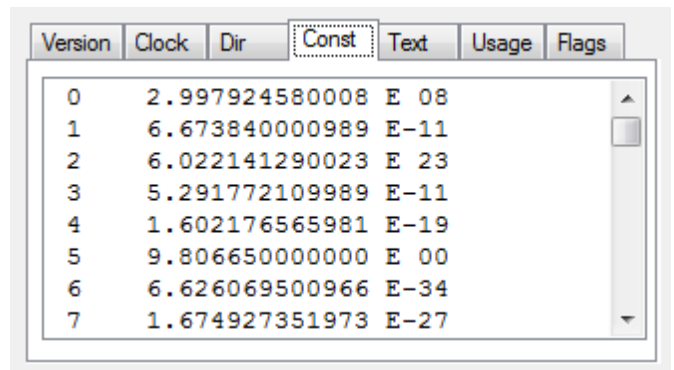 Version Clock Dir Const Text Usage Flags
0 2.997924580008 E 08
1 6.673840000989 E-11
2 6.022141290023 E 23
3 5.291772109989 E-11
4 1.602176565981 E-19
5 9.806650000000 E 00
6 6.626069500966 E-34
7 1.674927351973 E-27